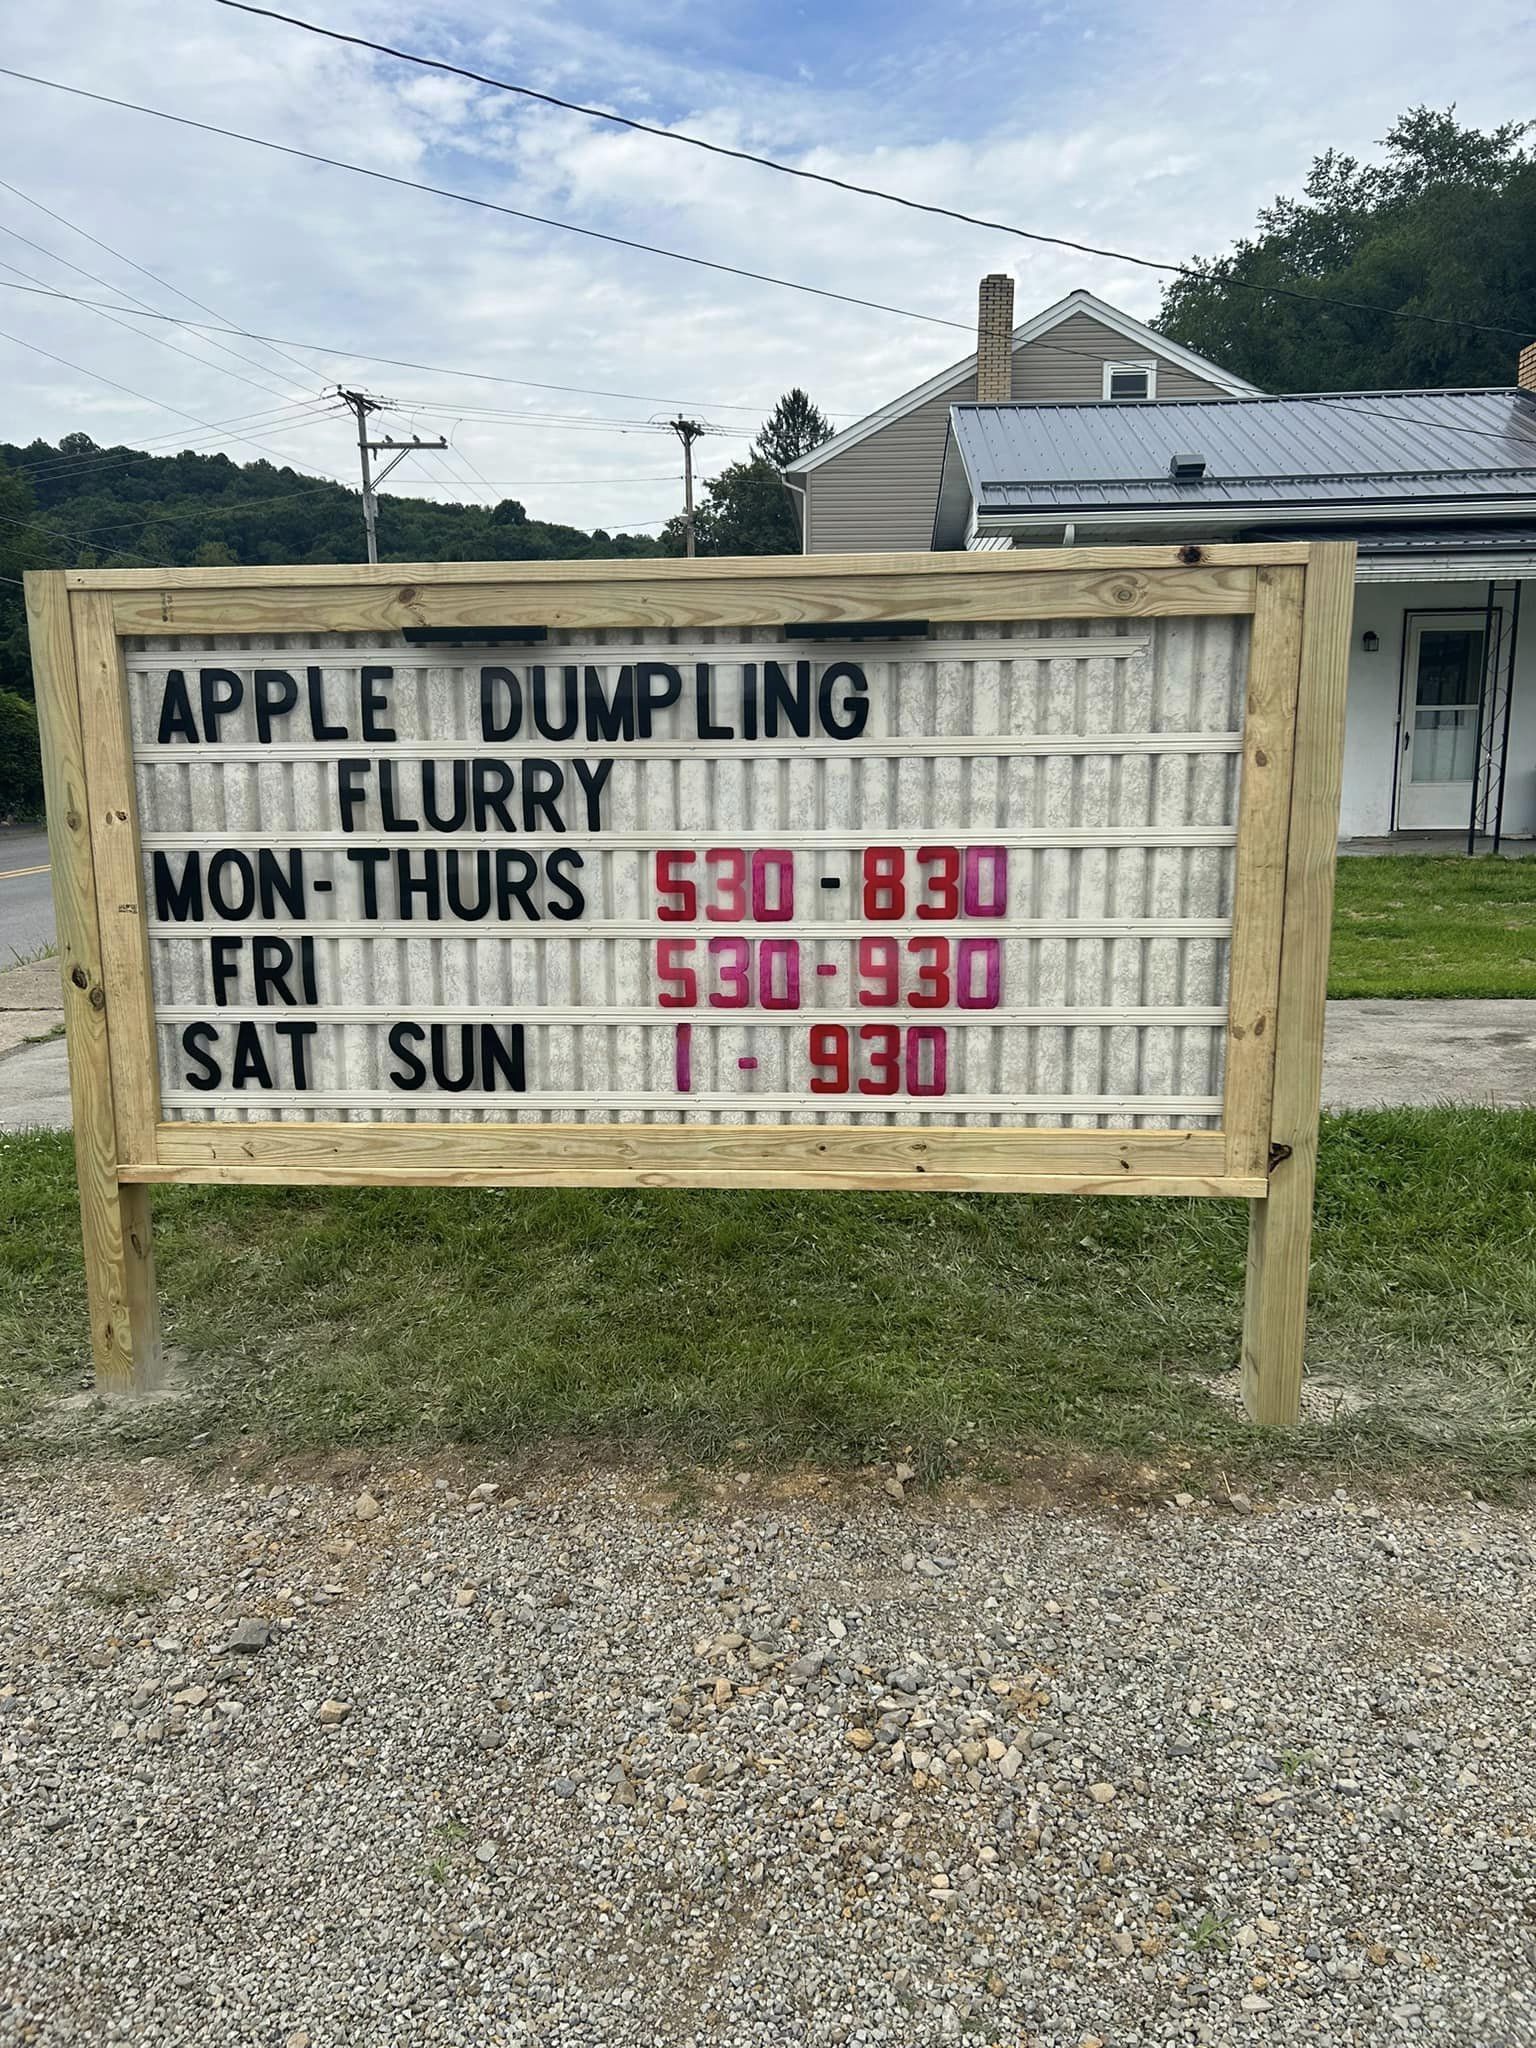 APPLE DUMPLING
FLURRY
MON-THURS 530-830
FRI 530-930
SAT SUN 1-930